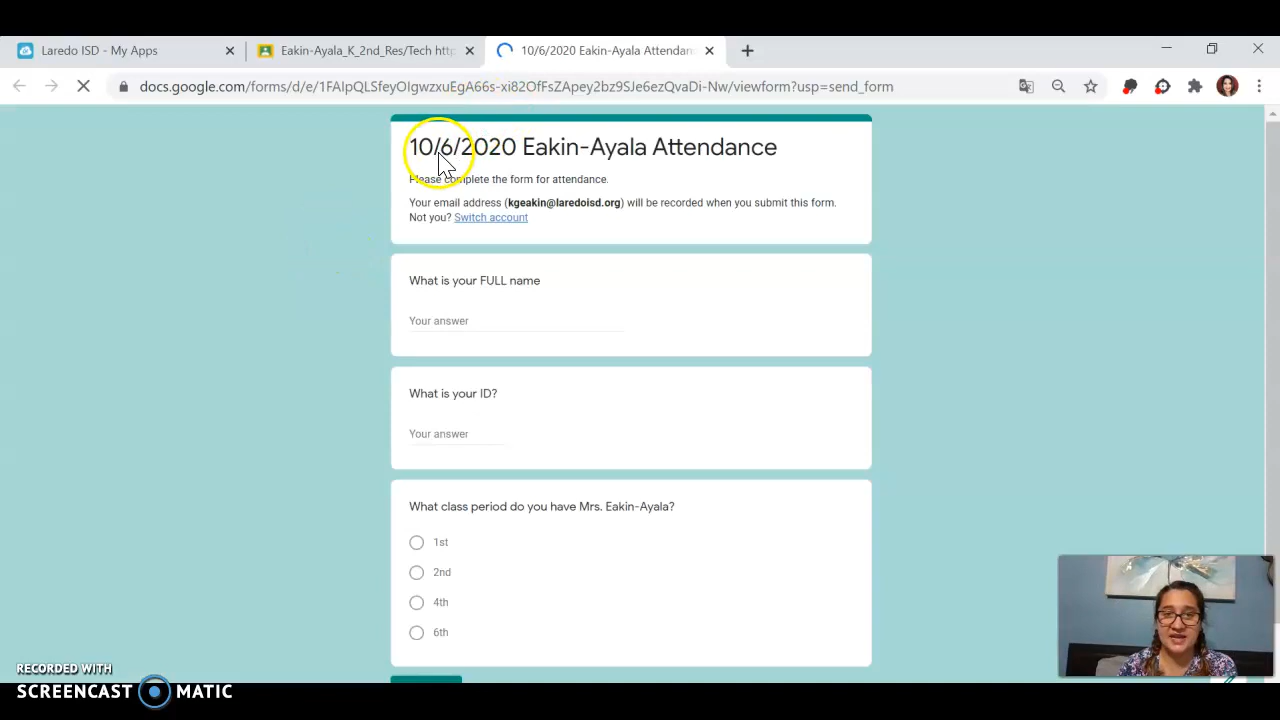 Laredo ISD - My Apps
Eakin-Ayala_K_2nd_Res/Tech http
10/6/2020 Eakin-Ayala Attendan
docs.google.com/forms/d/e/1FAIpQLSfeyOIgwzxuEgA66s-xi82OfFsZApey2bz9SJe6ezQvaDi-Nw/viewform?usp=send_form
10/6/2020 Eakin-Ayala Attendance
Please complete the form for attendance.
Your email address (kgeakin@laredoisd.org) will be recorded when you submit this form.
Not you? Switch account
What is your FULL name
Your answer
What is your ID?
Your answer
What class period do you have Mrs. Eakin-Ayala?
1st
2nd
4th
6th
RECORDED WITH
SCREENCAST MATIC